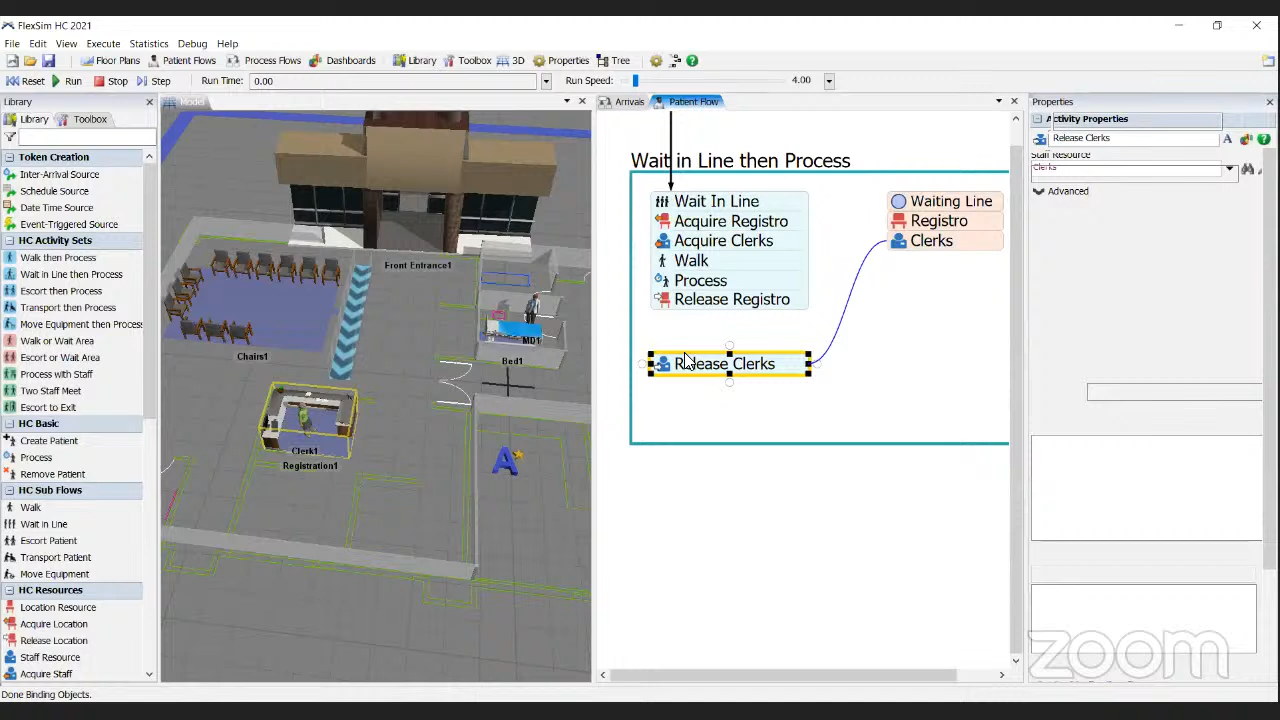 FlexSim HC 2021
File Edit View Execute Statistics Debug Help
Floor Plans Patient Flows Process Flows Dashboards Library Toolbox 3D Properties Tree
Reset Run Stop Step Run Time: 0.00 Run Speed: 4.00
Library
Model
Arrivals
Patient Flow
Properties
Library Toolbox
Token Creation
Inter-Arrival Source
Schedule Source
Date Time Source
Event-Triggered Source
HC Activity Sets
Walk then Process
Wait in Line then Process
Escort then Process
Transport then Process
Move Equipment then Process
Walk or Wait Area
Escort or Wait Area
Process with Staff
Two Staff Meet
Escort to Exit
HC Basic
Create Patient
Process
Remove Patient
HC Sub Flows
Walk
Wait in Line
Escort Patient
Transport Patient
Move Equipment
HC Resources
Location Resource
Acquire Location
Release Location
Staff Resource
Acquire Staff
Front Entrance1
Chairs1
MD1
Bed1
Clerk1
Registration1
A
Wait in Line then Process
Wait In Line
Acquire Registro
Acquire Clerks
Walk
Process
Release Registro
Release Clerks
Waiting Line
Registro
Clerks
Activity Properties
Release Clerks
Staff Resource
Clerks
Advanced
zoom
Done Binding Objects.